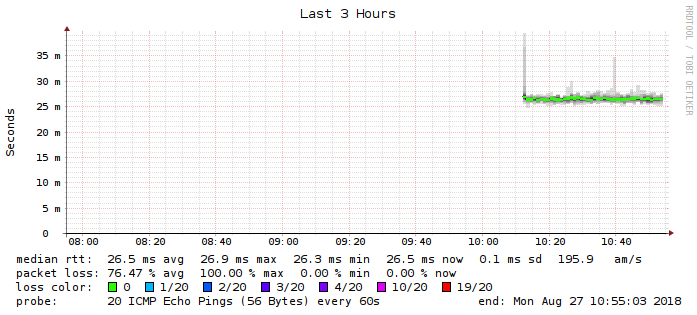 Last 3 Hours
RRDTOOL / TOBI OETIKER
Seconds
35 m
30 m
25 m
20 m
15 m
10 m
5 m
0
08:00 08:20 08:40 09:00 09:20 09:40 10:00 10:20 10:40
median rtt: 26.5 ms avg 26.9 ms max 26.3 ms min 26.5 ms now 0.1 ms sd 195.9 am/s
packet loss: 76.47 % avg 100.00 % max 0.00 % min 0.00 % now
loss color: 0 1/20 2/20 3/20 4/20 10/20 19/20
probe: 20 ICMP Echo Pings (56 Bytes) every 60s end: Mon Aug 27 10:55:03 2018